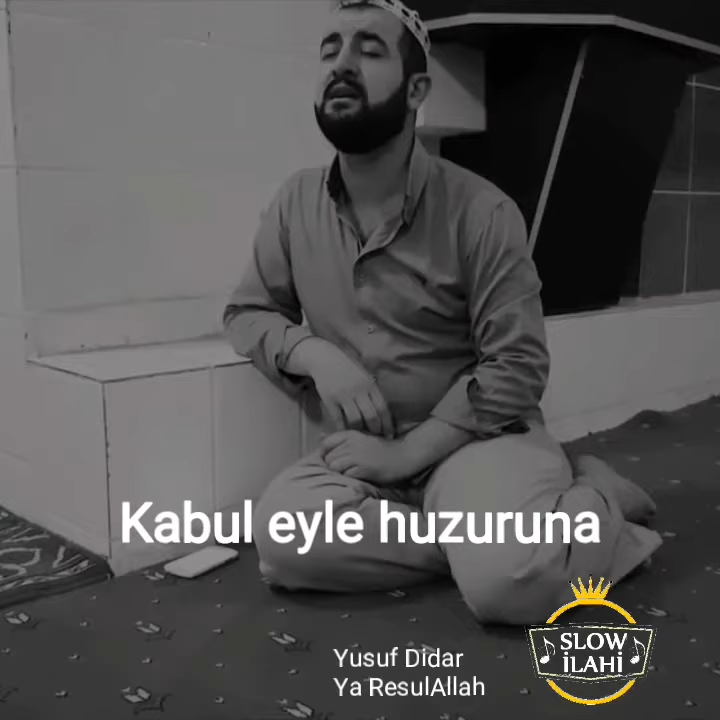 Kabul eyle huzuruna
Yusuf Didar
Ya ResulAllah
SLOW
İLAHİ